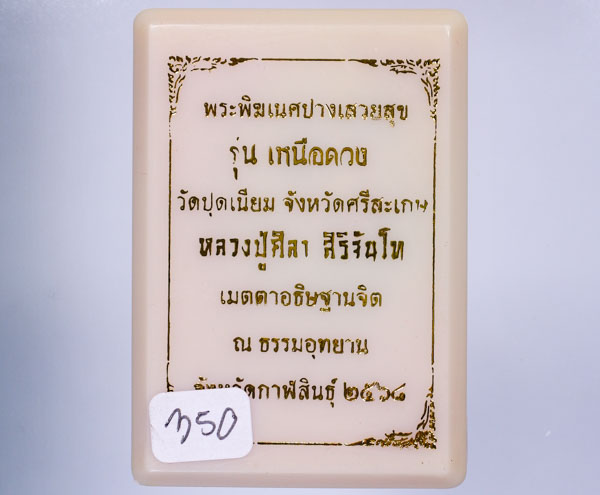 พระพิฆเนศปางเสวยสุข
รุ่น เหนือดวง
วัดปุดเนียม จังหวัดศรีสะเกษ
หลวงปู่ศิลา สิริจันโท
เมตตาอธิษฐานจิต
ณ ธรรมอุทยาน
จังหวัดกาฬสินธุ์ ๒๕๖๘
350